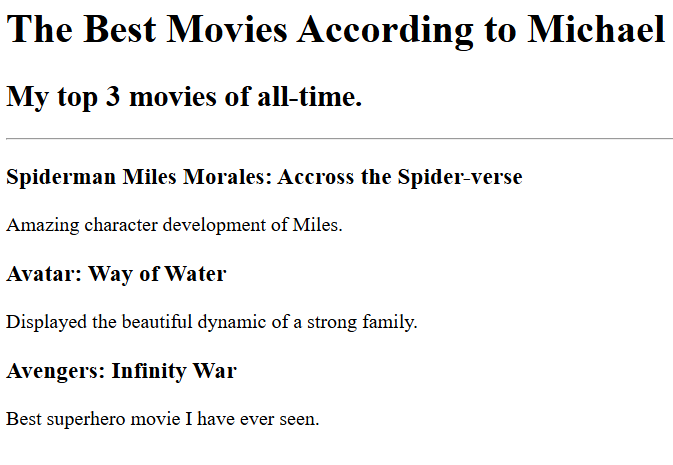 The Best Movies According to Michael
My top 3 movies of all-time.
Spiderman Miles Morales: Accross the Spider-verse
Amazing character development of Miles.
Avatar: Way of Water
Displayed the beautiful dynamic of a strong family.
Avengers: Infinity War
Best superhero movie I have ever seen.